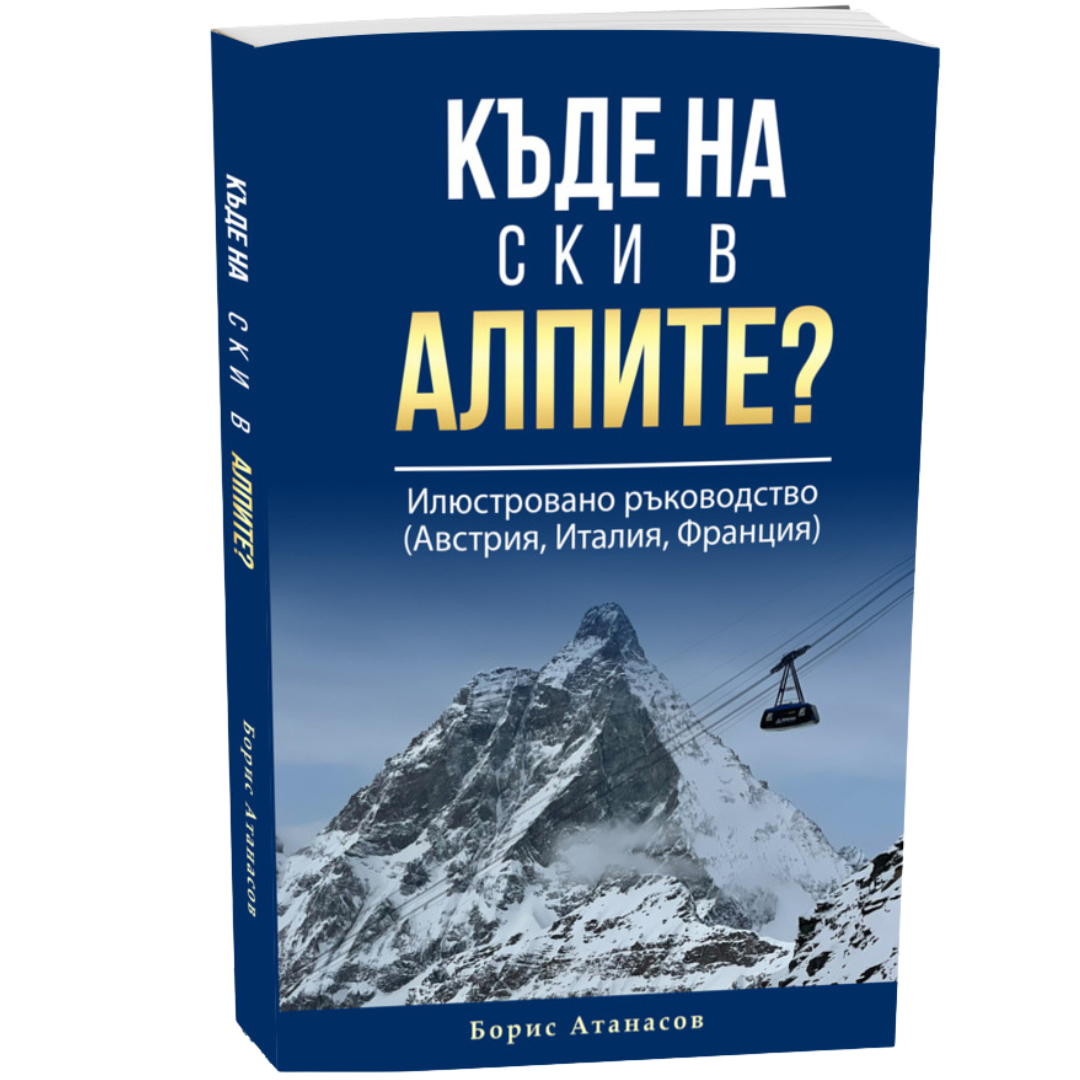 КЪДЕ НА
СКИ В
АЛПИТЕ?
Илюстровано ръководство
(Австрия, Италия, Франция)
Борис Атанасов
КЪДЕ НА СКИ В АЛПИТЕ?
Борис Атанасов